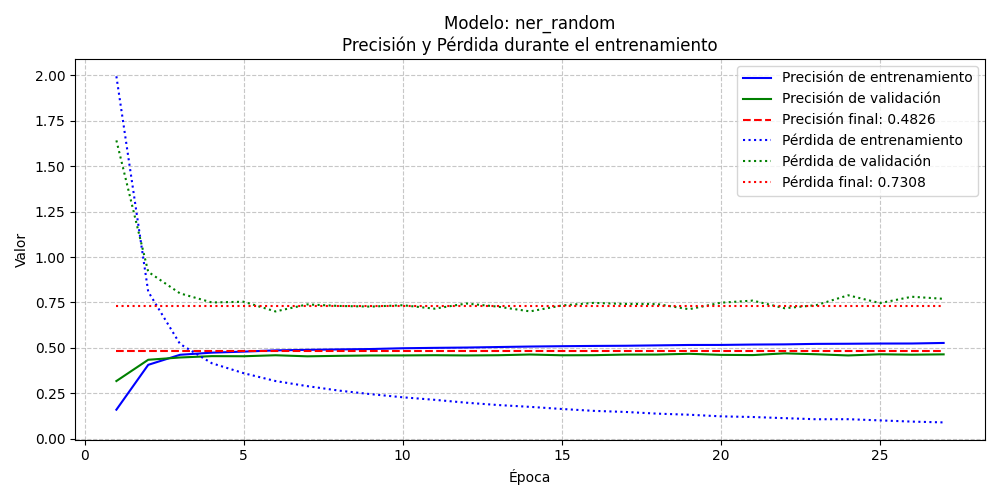 Modelo: ner_random
Precisión y Pérdida durante el entrenamiento
Precisión de entrenamiento
Precisión de validación
Precisión final: 0.4826
Pérdida de entrenamiento
Pérdida de validación
Pérdida final: 0.7308
Valor
2.00
1.75
1.50
1.25
1.00
0.75
0.50
0.25
0.00
0
5
10
15
20
25
Época